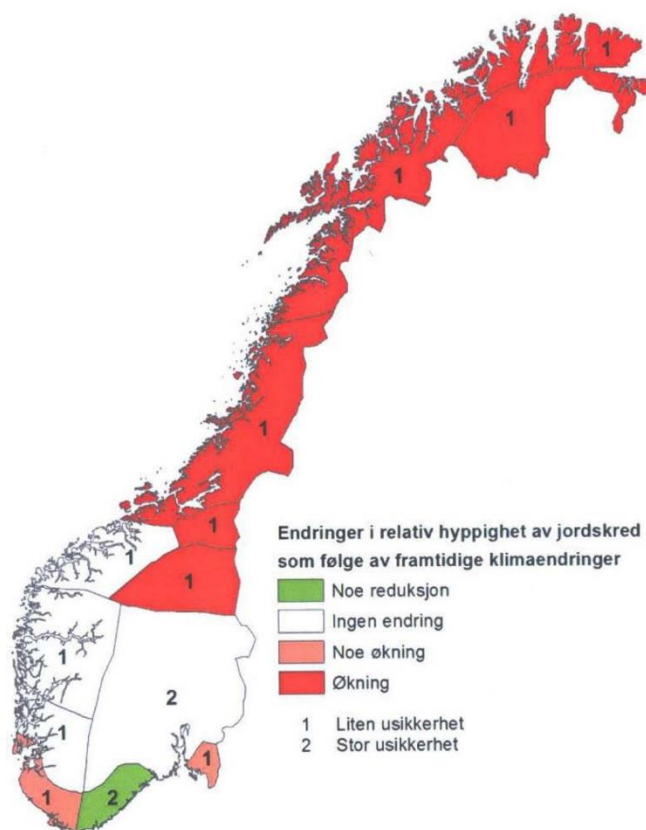 1
1
1
1
1
1
1
1
1
2
1
1
2
Endringer i relativ hyppighet av jordskred
som følge av framtidige klimaendringer
Noe reduksjon
Ingen endring
Noe økning
Økning
1 Liten usikkerhet
2 Stor usikkerhet